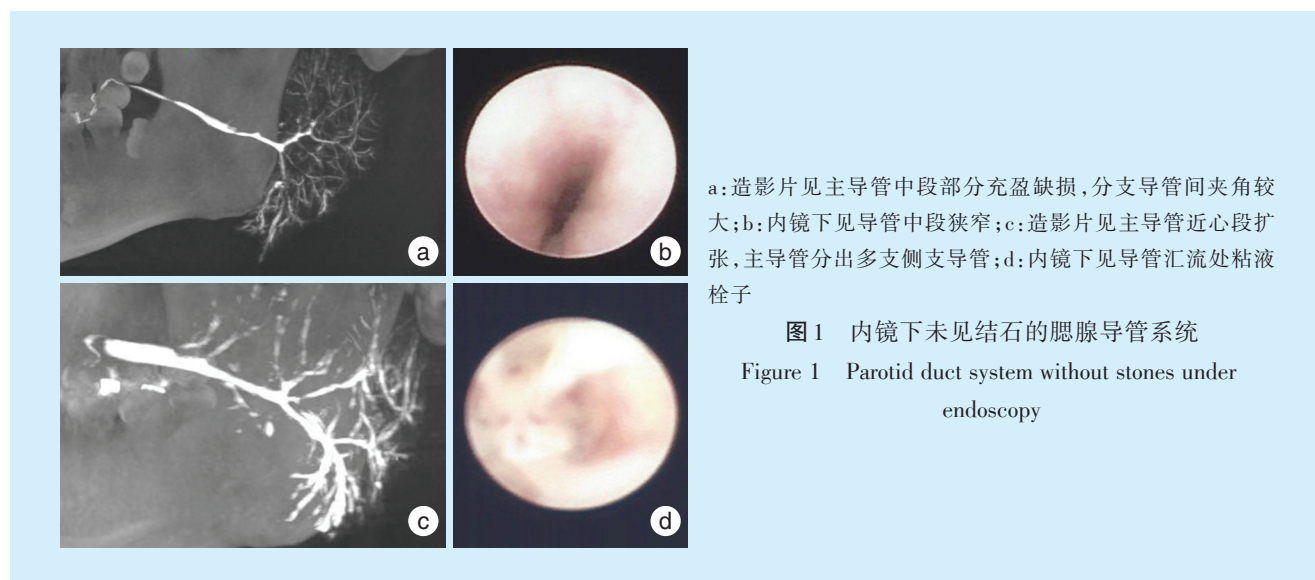 a
b
c
d
a:造影片见主导管中段部分充盈缺损,分支导管间夹角较
大;b:内镜下见导管中段狭窄;c:造影片见主导管近心段扩
张,主导管分出多支侧支导管;d:内镜下见导管汇流处粘液
栓子
图1 内镜下未见结石的腮腺导管系统
Figure 1 Parotid duct system without stones under
endoscopy